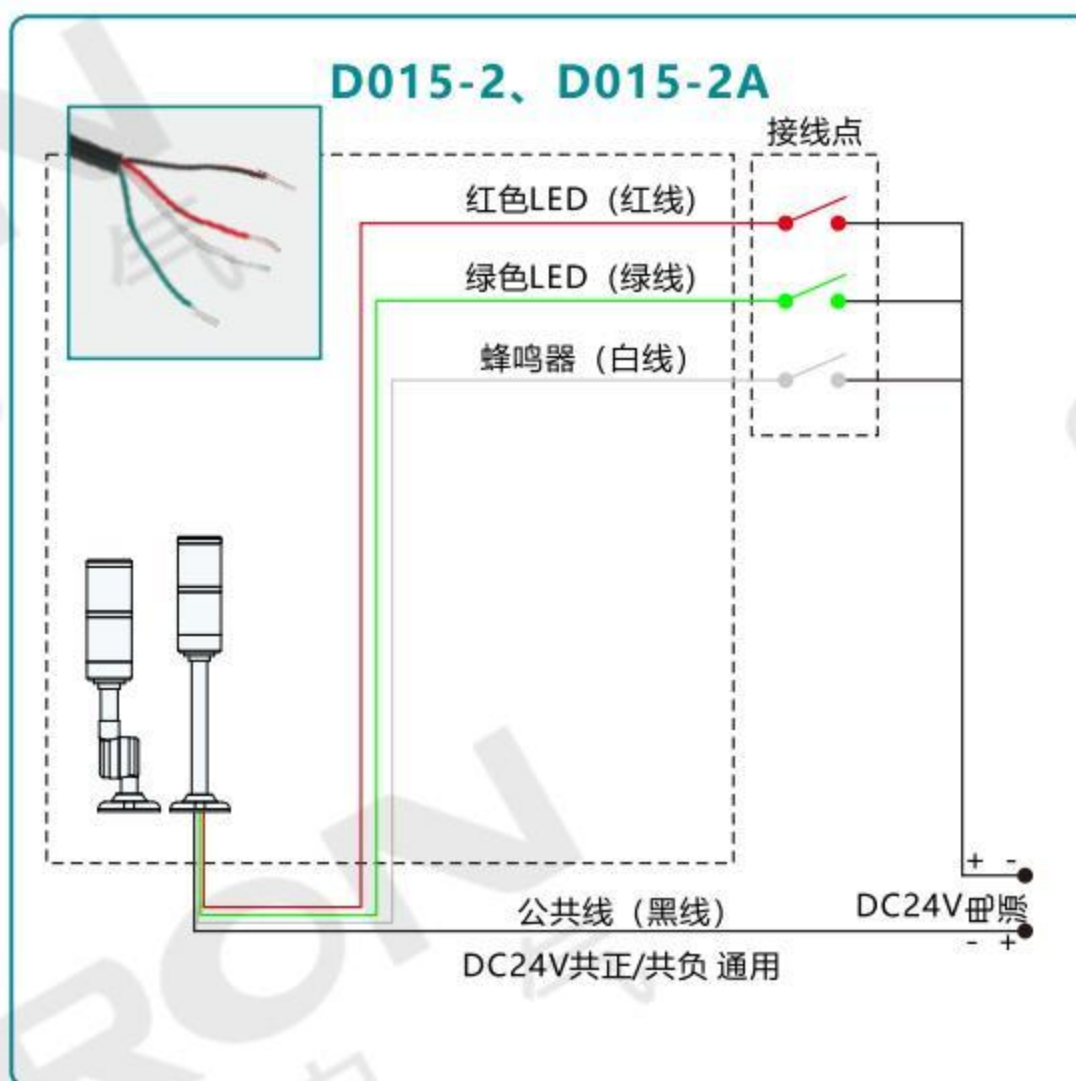 D015-2、D015-2A
接线点
红色LED（红线）
绿色LED（绿线）
蜂鸣器（白线）
+ -
公共线（黑线）
DC24V电源
- +
DC24V共正/共负 通用
RON
气